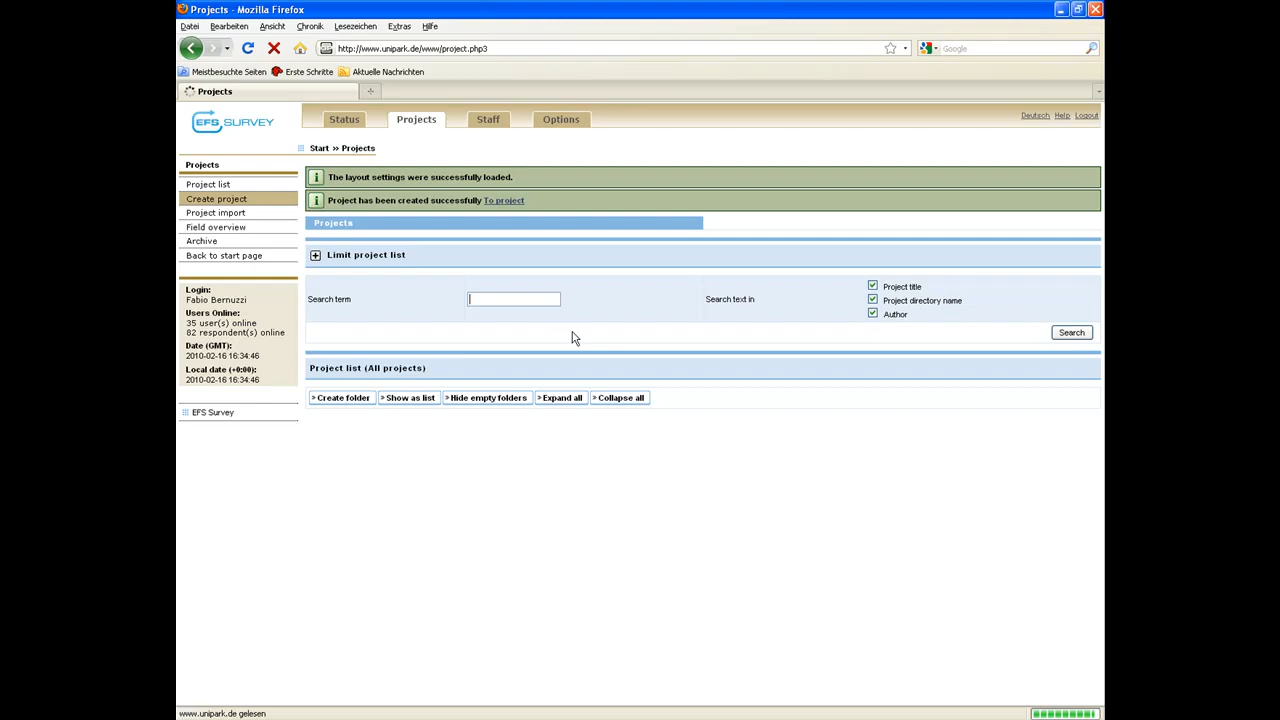 Projects - Mozilla Firefox
Datei Bearbeiten Ansicht Chronik Lesezeichen Extras Hilfe
http://www.unipark.de/www/project.php3 Google
Meistbesuchte Seiten Erste Schritte Aktuelle Nachrichten
Projects
EFS SURVEY
Status Projects Staff Options
Deutsch Help Logout
Start >> Projects
Projects
Project list
Create project
Project import
Field overview
Archive
Back to start page
Login:
Fabio Bernuzzi
Users Online:
35 user(s) online
82 respondent(s) online
Date (GMT):
2010-02-16 16:34:46
Local date (+0:00):
2010-02-16 16:34:46
EFS Survey
The layout settings were successfully loaded.
Project has been created successfully To project
Projects
Limit project list
Search term
Search text in
Project title
Project directory name
Author
Search
Project list (All projects)
> Create folder > Show as list > Hide empty folders > Expand all > Collapse all
www.unipark.de gelesen